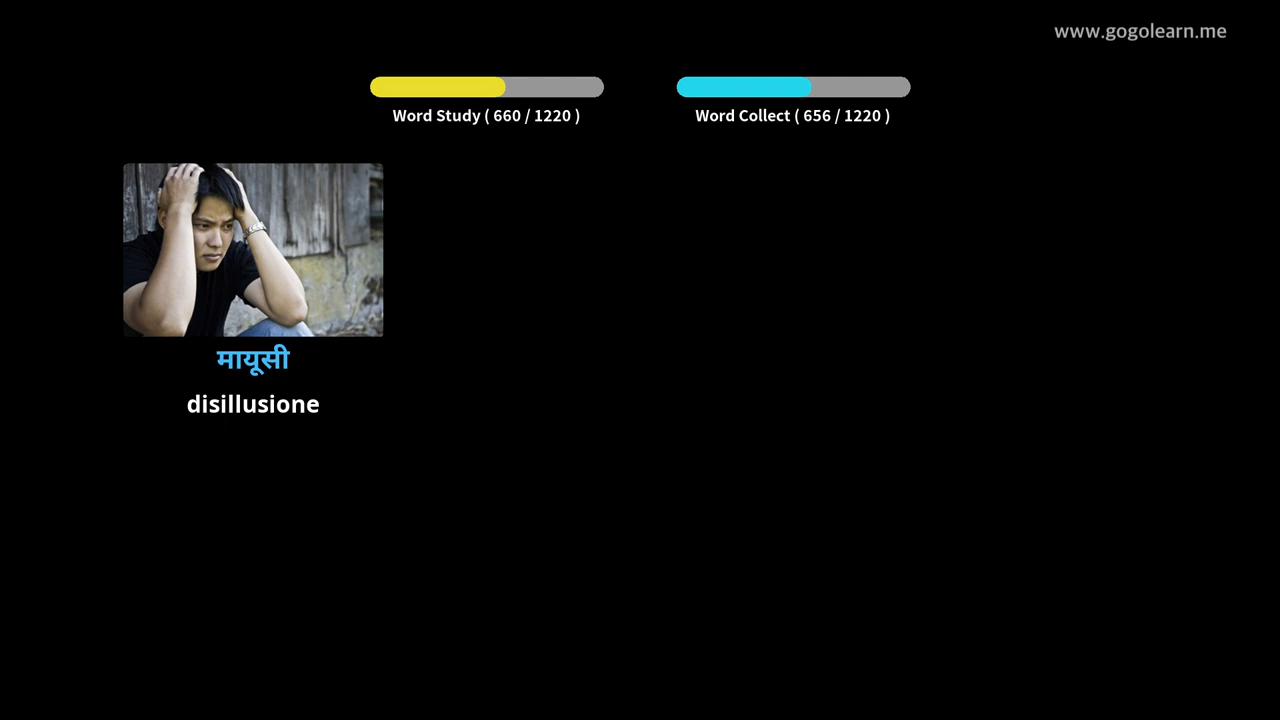 www.gogolearn.me
Word Study ( 660 / 1220 )
Word Collect ( 656 / 1220 )
मायूसी
disillusione